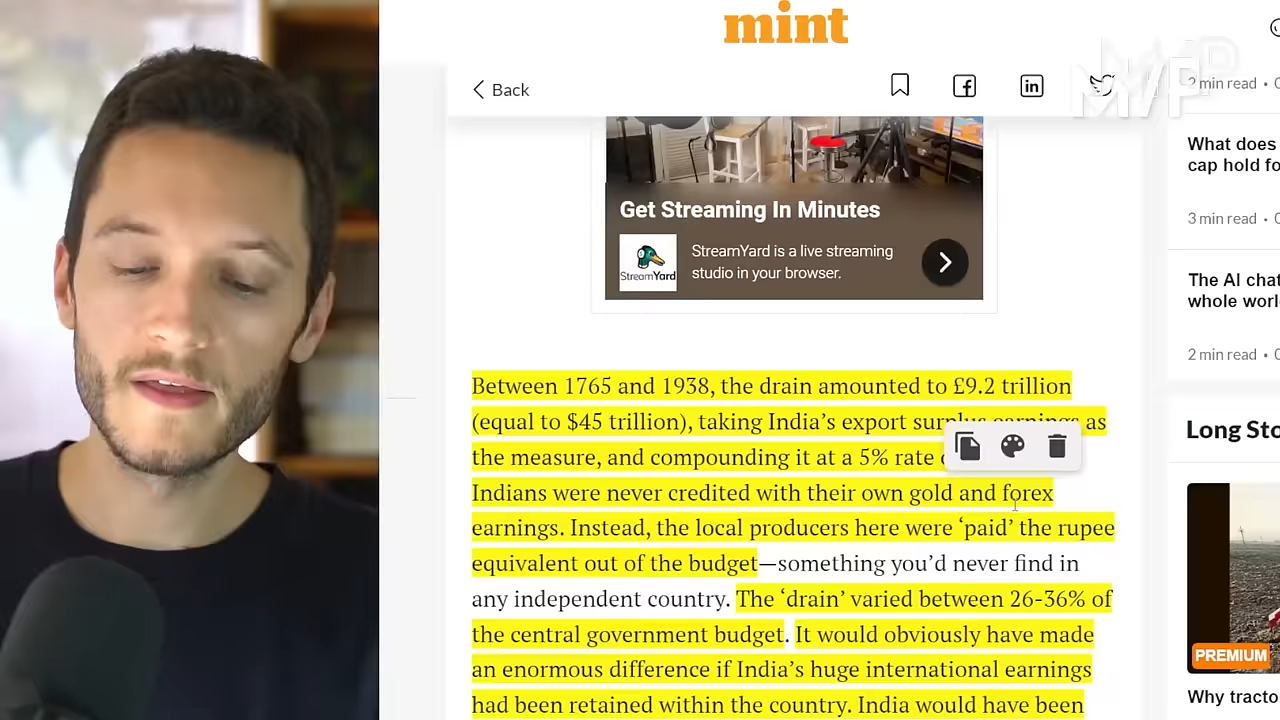 mint
Back
MVP
2 min read •
What does
cap hold fo
3 min read •
The AI chat
whole worl
2 min read •
Long Sto
PREMIUM
Why tracto
Get Streaming In Minutes
StreamYard
StreamYard is a live streaming
studio in your browser.
Between 1765 and 1938, the drain amounted to £9.2 trillion
(equal to $45 trillion), taking India’s export surplus earnings as
the measure, and compounding it at a 5% rate
Indians were never credited with their own gold and forex
earnings. Instead, the local producers here were ‘paid’ the rupee
equivalent out of the budget—something you’d never find in
any independent country. The ‘drain’ varied between 26-36% of
the central government budget. It would obviously have made
an enormous difference if India’s huge international earnings
had been retained within the country. India would have been